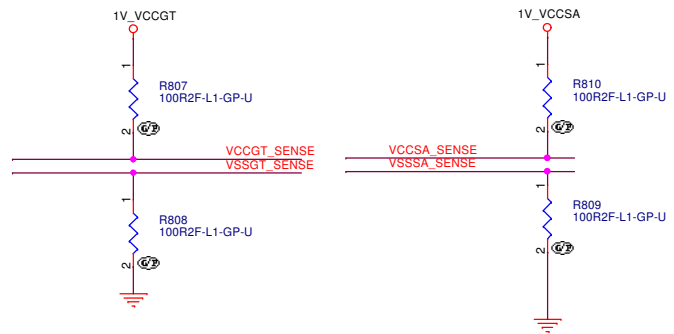 1V_VCCGT
1
R807
100R2F-L1-GP-U
2
G/P
VCCGT_SENSE
VSSGT_SENSE
1
R808
100R2F-L1-GP-U
2
G/P
1V_VCCSA
1
R810
100R2F-L1-GP-U
2
G/P
VCCSA_SENSE
VSSSA_SENSE
1
R809
100R2F-L1-GP-U
2
G/P